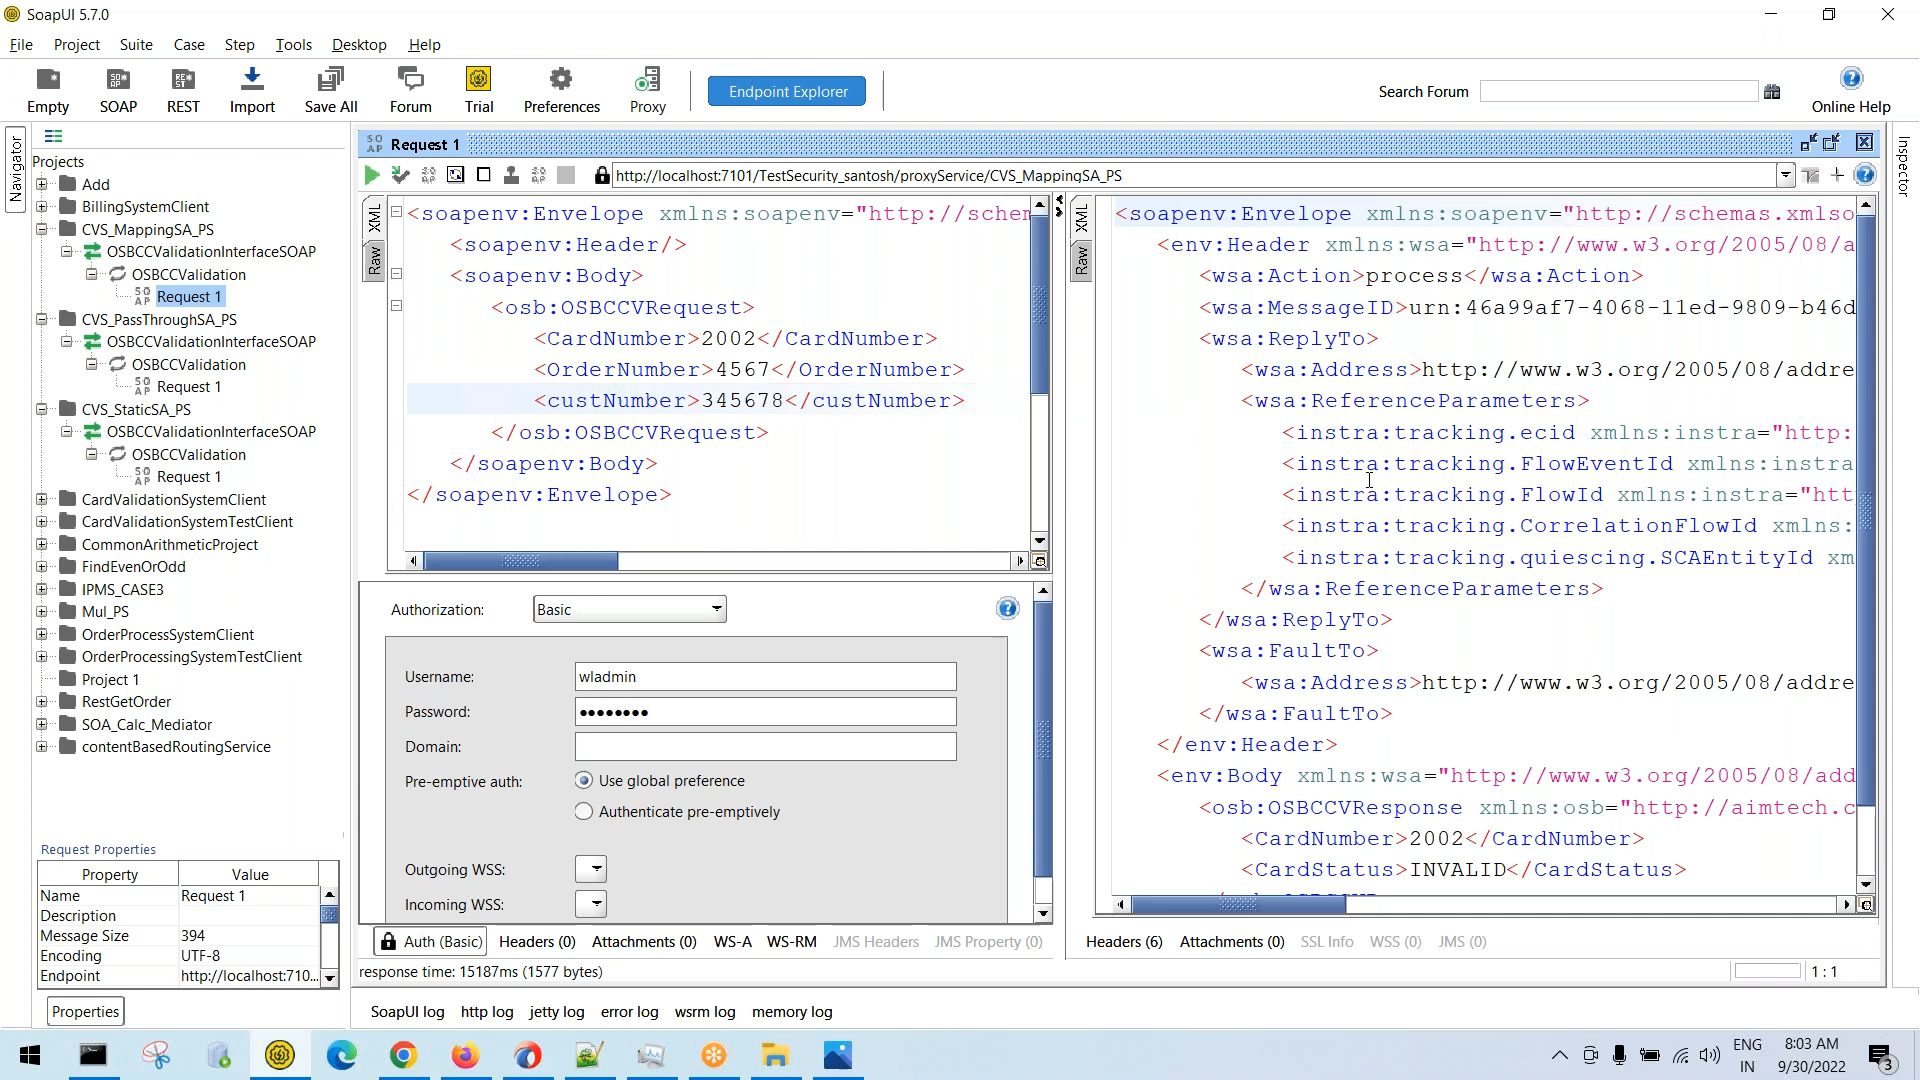 SoapUI 5.7.0
File Project Suite Case Step Tools Desktop Help
Empty SOAP REST Import Save All Forum Trial Preferences Proxy
Endpoint Explorer
Search Forum
Online Help
Navigator
Projects
Add
BillingSystemClient
CVS_MappingSA_PS
OSBCCValidationInterfaceSOAP
OSBCCValidation
Request 1
CVS_PassThroughSA_PS
OSBCCValidationInterfaceSOAP
OSBCCValidation
Request 1
CVS_StaticSA_PS
OSBCCValidationInterfaceSOAP
OSBCCValidation
Request 1
CardValidationSystemClient
CardValidationSystemTestClient
CommonArithmeticProject
FindEvenOrOdd
IPMS_CASE3
Mul_PS
OrderProcessSystemClient
OrderProcessingSystemTestClient
Project 1
RestGetOrder
SOA_Calc_Mediator
contentBasedRoutingService
Request Properties
Property Value
Name Request 1
Description
Message Size 394
Encoding UTF-8
Endpoint http://localhost:710...
Properties
Request 1
http://localhost:7101/TestSecurity_santosh/proxyService/CVS_MappingSA_PS
XML
Raw
<soapenv:Envelope xmlns:soapenv="http://schem
<soapenv:Header/>
<soapenv:Body>
<osb:OSBCCVRequest>
<CardNumber>2002</CardNumber>
<OrderNumber>4567</OrderNumber>
<custNumber>345678</custNumber>
</osb:OSBCCVRequest>
</soapenv:Body>
</soapenv:Envelope>
Authorization: Basic
Username: wladmin
Password: ●●●●●●●●
Domain:
Pre-emptive auth: Use global preference
Authenticate pre-emptively
Outgoing WSS:
Incoming WSS:
Auth (Basic) Headers (0) Attachments (0) WS-A WS-RM JMS Headers JMS Property (0)
response time: 15187ms (1577 bytes)
XML
Raw
<soapenv:Envelope xmlns:soapenv="http://schemas.xmlso
<env:Header xmlns:wsa="http://www.w3.org/2005/08/a
<wsa:Action>process</wsa:Action>
<wsa:MessageID>urn:46a99af7-4068-11ed-9809-b46d
<wsa:ReplyTo>
<wsa:Address>http://www.w3.org/2005/08/addre
<wsa:ReferenceParameters>
<instra:tracking.ecid xmlns:instra="http:
<instra:tracking.FlowEventId xmlns:instra
<instra:tracking.FlowId xmlns:instra="htt
<instra:tracking.CorrelationFlowId xmlns:
<instra:tracking.quiescing.SCAEntityId xm
</wsa:ReferenceParameters>
</wsa:ReplyTo>
<wsa:FaultTo>
<wsa:Address>http://www.w3.org/2005/08/addre
</wsa:FaultTo>
</env:Header>
<env:Body xmlns:wsa="http://www.w3.org/2005/08/add
<osb:OSBCCVResponse xmlns:osb="http://aimtech.c
<CardNumber>2002</CardNumber>
<CardStatus>INVALID</CardStatus>
Headers (6) Attachments (0) SSL Info WSS (0) JMS (0)
1 : 1
Inspector
SoapUI log http log jetty log error log wsrm log memory log
ENG
IN
8:03 AM
9/30/2022
3